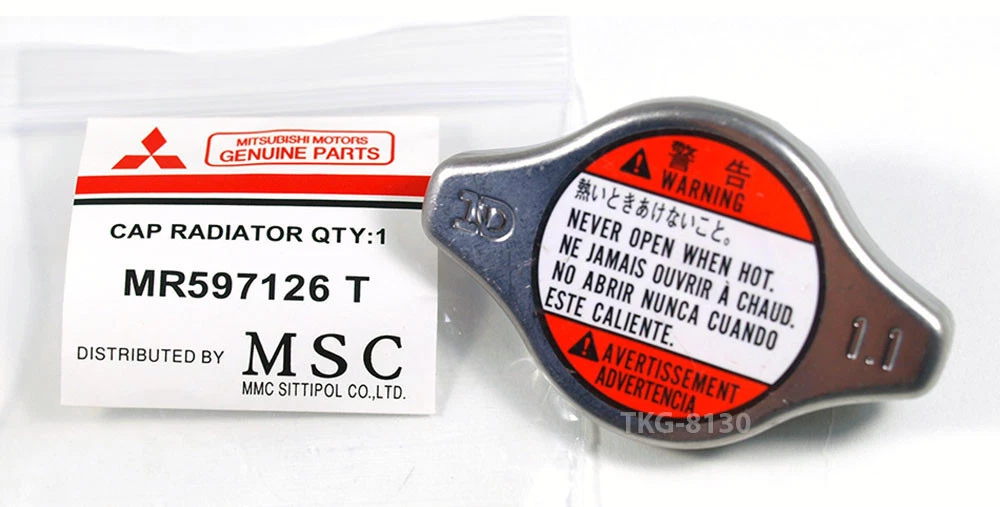 MITSUBISHI MOTORS
GENUINE PARTS
CAP RADIATOR QTY:1
MR597126 T
DISTRIBUTED BY MSC
MMC SITTIPOL CO.,LTD.
警告
WARNING
熱いときあけないこと。
NEVER OPEN WHEN HOT.
NE JAMAIS OUVRIR À CHAUD.
NO ABRIR NUNCA CUANDO
ESTE CALIENTE.
AVERTISSEMENT
ADVERTENCIA
1.1
TKG-8130